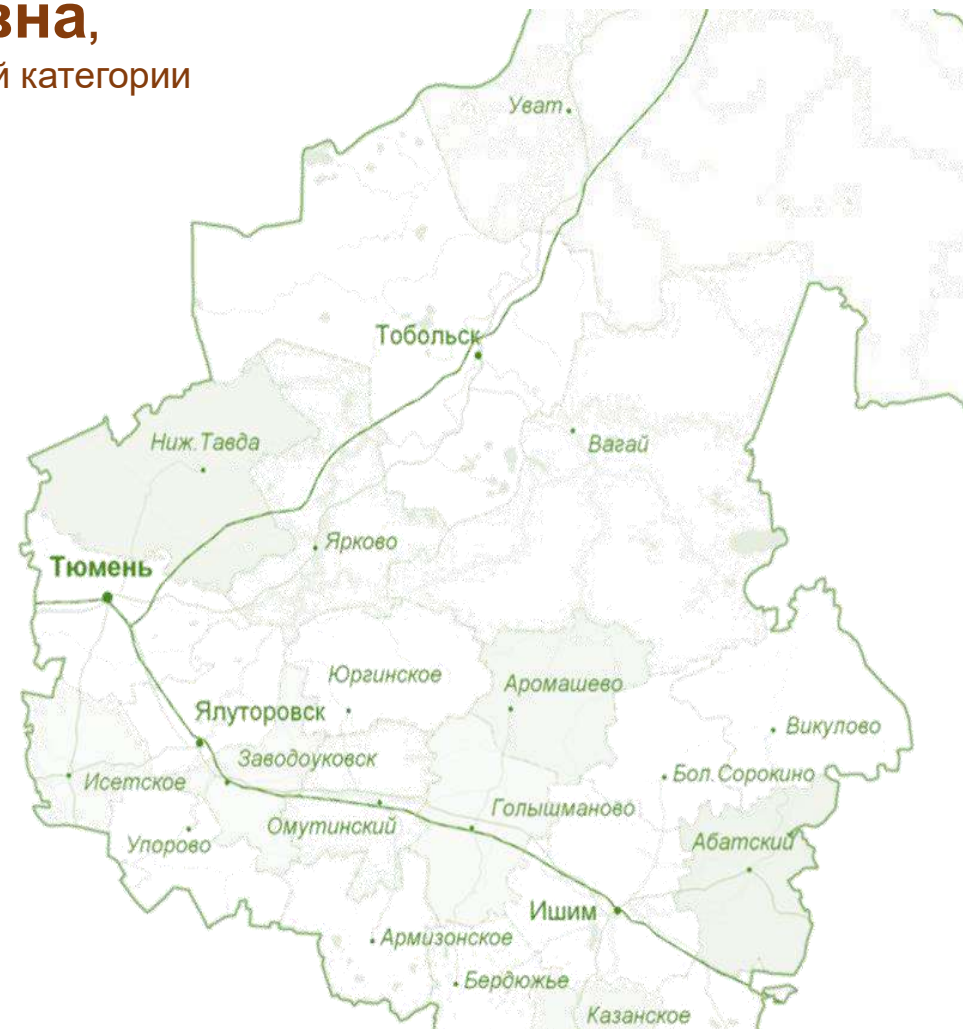 вна,
й категории
Уват
Тобольск
Ниж.Тавда
Вагай
Ярково
Тюмень
Юргинское
Аромашево
Ялуторовск
Викулово
Заводоуковск
Бол.Сорокино
Исетское
Голышманово
Омутинский
Упорово
Абатский
Ишим
Армизонское
Бердюжье
Казанское